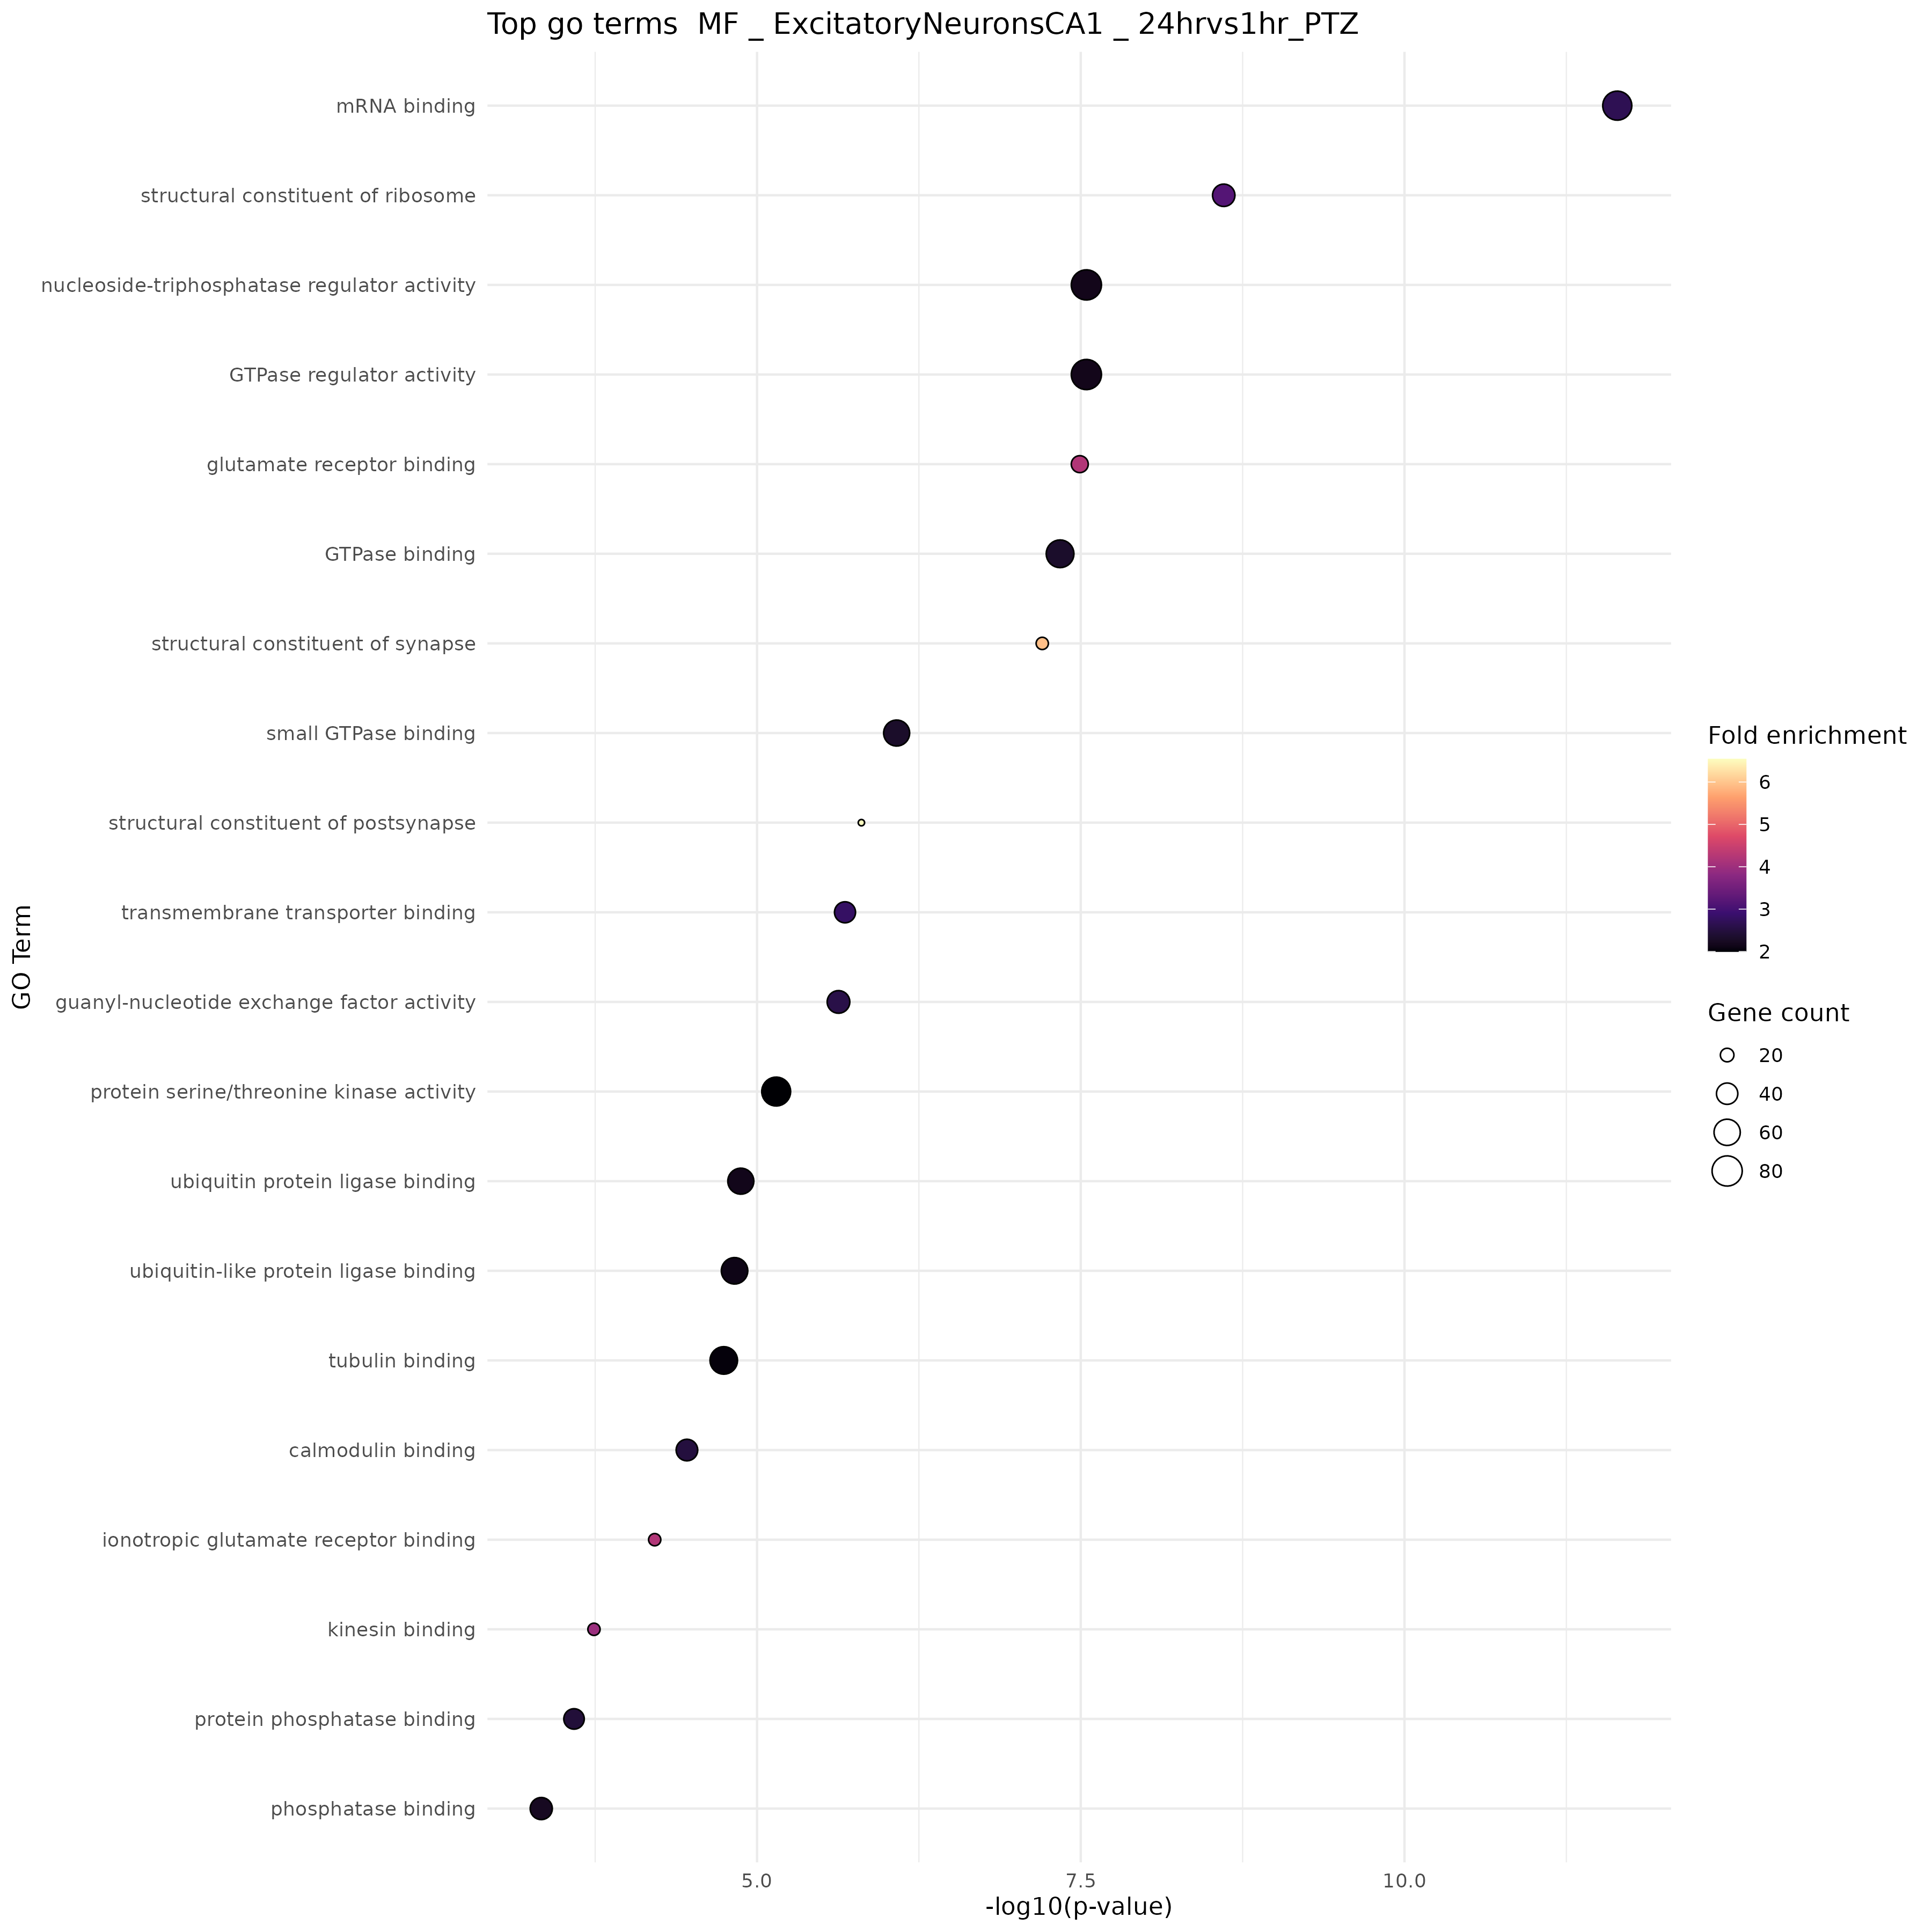 Top go terms  MF _ ExcitatoryNeuronsCA1 _ 24hrvs1hr_PTZ
mRNA binding
structural constituent of ribosome
nucleoside-triphosphatase regulator activity
GTPase regulator activity
glutamate receptor binding
GTPase binding
structural constituent of synapse
small GTPase binding
structural constituent of postsynapse
transmembrane transporter binding
guanyl-nucleotide exchange factor activity
protein serine/threonine kinase activity
ubiquitin protein ligase binding
ubiquitin-like protein ligase binding
tubulin binding
calmodulin binding
ionotropic glutamate receptor binding
kinesin binding
protein phosphatase binding
phosphatase binding
GO Term
5.0
7.5
10.0
-log10(p-value)
Fold enrichment
6
5
4
3
2
Gene count
20
40
60
80